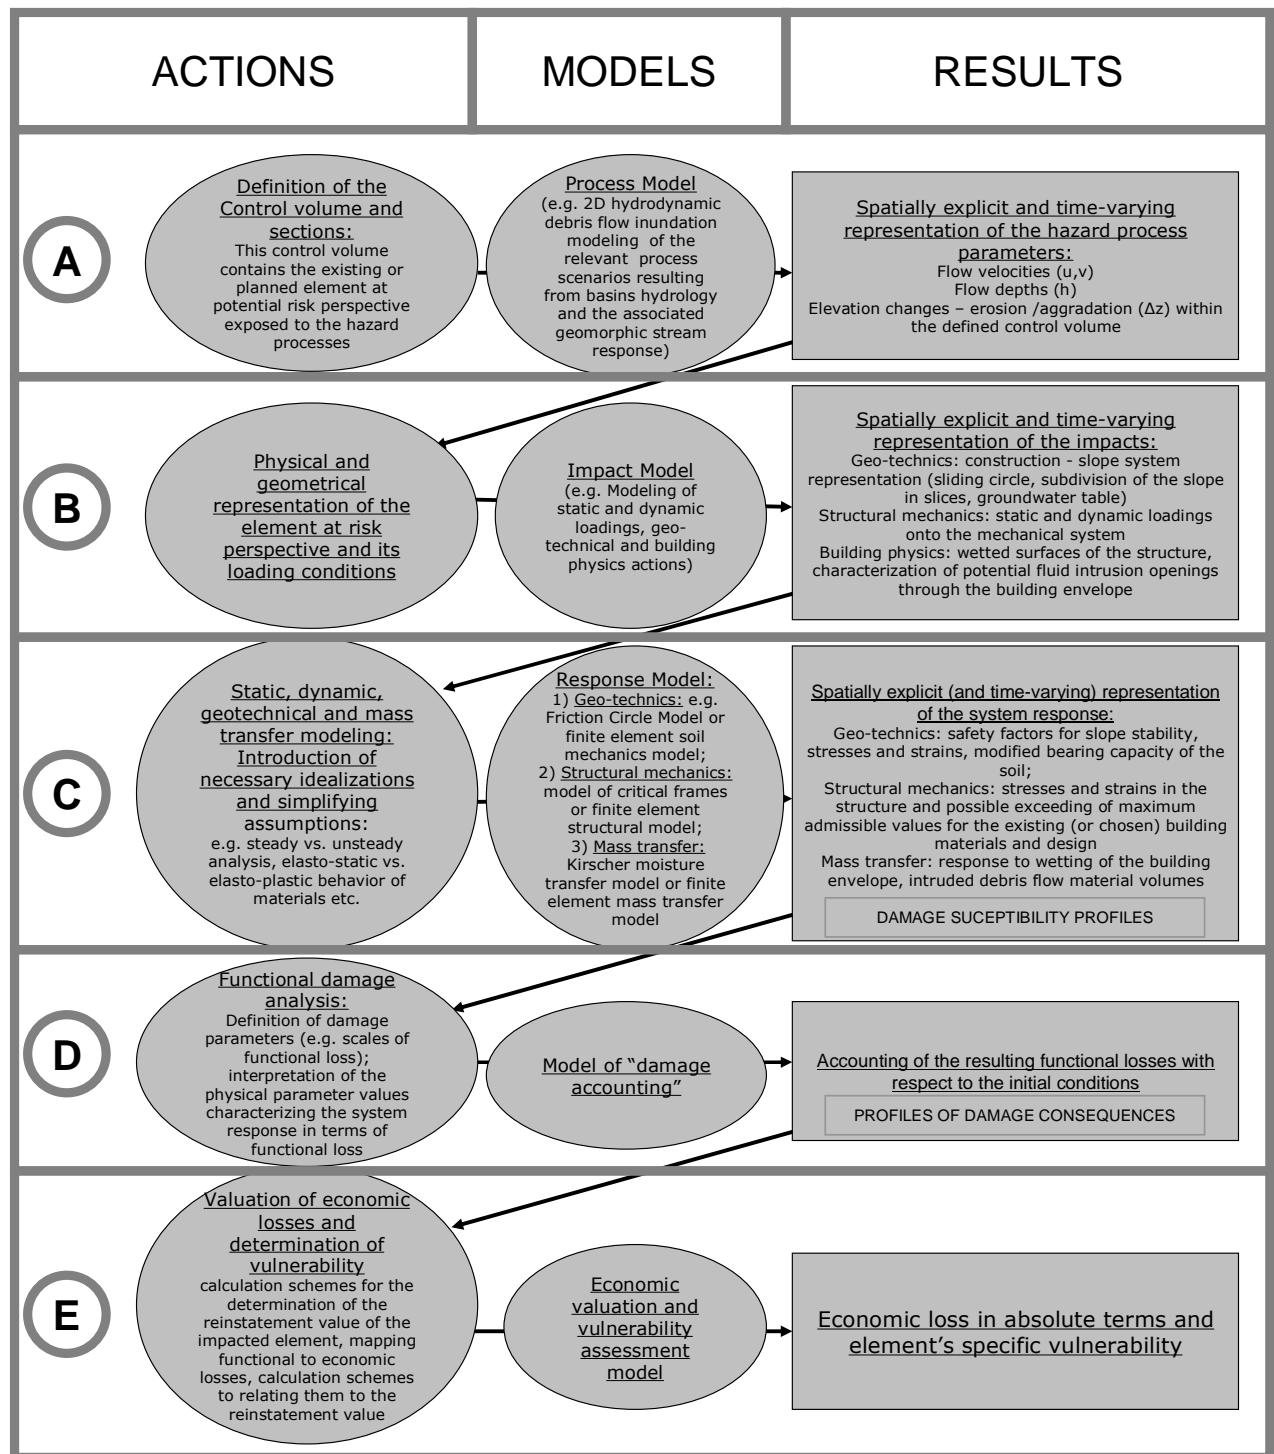 ACTIONS
MODELS
RESULTS
A
Definition of the
Control volume and
sections:
This control volume
contains the existing or
planned element at
potential risk perspective
exposed to the hazard
processes
Process Model
(e.g. 2D hydrodynamic
debris flow inundation
modeling of the
relevant process
scenarios resulting
from basins hydrology
and the associated
geomorphic stream
response)
Spatially explicit and time-varying
representation of the hazard process
parameters:
Flow velocities (u,v)
Flow depths (h)
Elevation changes – erosion /aggradation (Δz) within
the defined control volume
B
Physical and
geometrical
representation of the
element at risk
perspective and its
loading conditions
Impact Model
(e.g. Modeling of
static and dynamic
loadings, geo-
technical and building
physics actions)
Spatially explicit and time-varying
representation of the impacts:
Geo-technics: construction - slope system
representation (sliding circle, subdivision of the slope
in slices, groundwater table)
Structural mechanics: static and dynamic loadings
onto the mechanical system
Building physics: wetted surfaces of the structure,
characterization of potential fluid intrusion openings
through the building envelope
C
Static, dynamic,
geotechnical and mass
transfer modeling:
Introduction of
necessary idealizations
and simplifying
assumptions:
e.g. steady vs. unsteady
analysis, elasto-static vs.
elasto-plastic behavior of
materials etc.
Response Model:
1) Geo-technics: e.g.
Friction Circle Model or
finite element soil
mechanics model;
2) Structural mechanics:
model of critical frames
or finite element
structural model;
3) Mass transfer:
Kirscher moisture
transfer model or finite
element mass transfer
model
Spatially explicit (and time-varying) representation
of the system response:
Geo-technics: safety factors for slope stability,
stresses and strains, modified bearing capacity of the
soil;
Structural mechanics: stresses and strains in the
structure and possible exceeding of maximum
admissible values for the existing (or chosen) building
materials and design
Mass transfer: response to wetting of the building
envelope, intruded debris flow material volumes
DAMAGE SUCEPTIBILITY PROFILES
D
Functional damage
analysis:
Definition of damage
parameters (e.g. scales of
functional loss);
interpretation of the
physical parameter values
characterizing the system
response in terms of
functional loss
Model of “damage
accounting”
Accounting of the resulting functional losses with
respect to the initial conditions
PROFILES OF DAMAGE CONSEQUENCES
E
Valuation of economic
losses and
determination of
vulnerability
calculation schemes for the
determination of the
reinstatement value of the
impacted element, mapping
functional to economic
losses, calculation schemes
to relating them to the
reinstatement value
Economic
valuation and
vulnerability
assessment
model
Economic loss in absolute terms and
element’s specific vulnerability